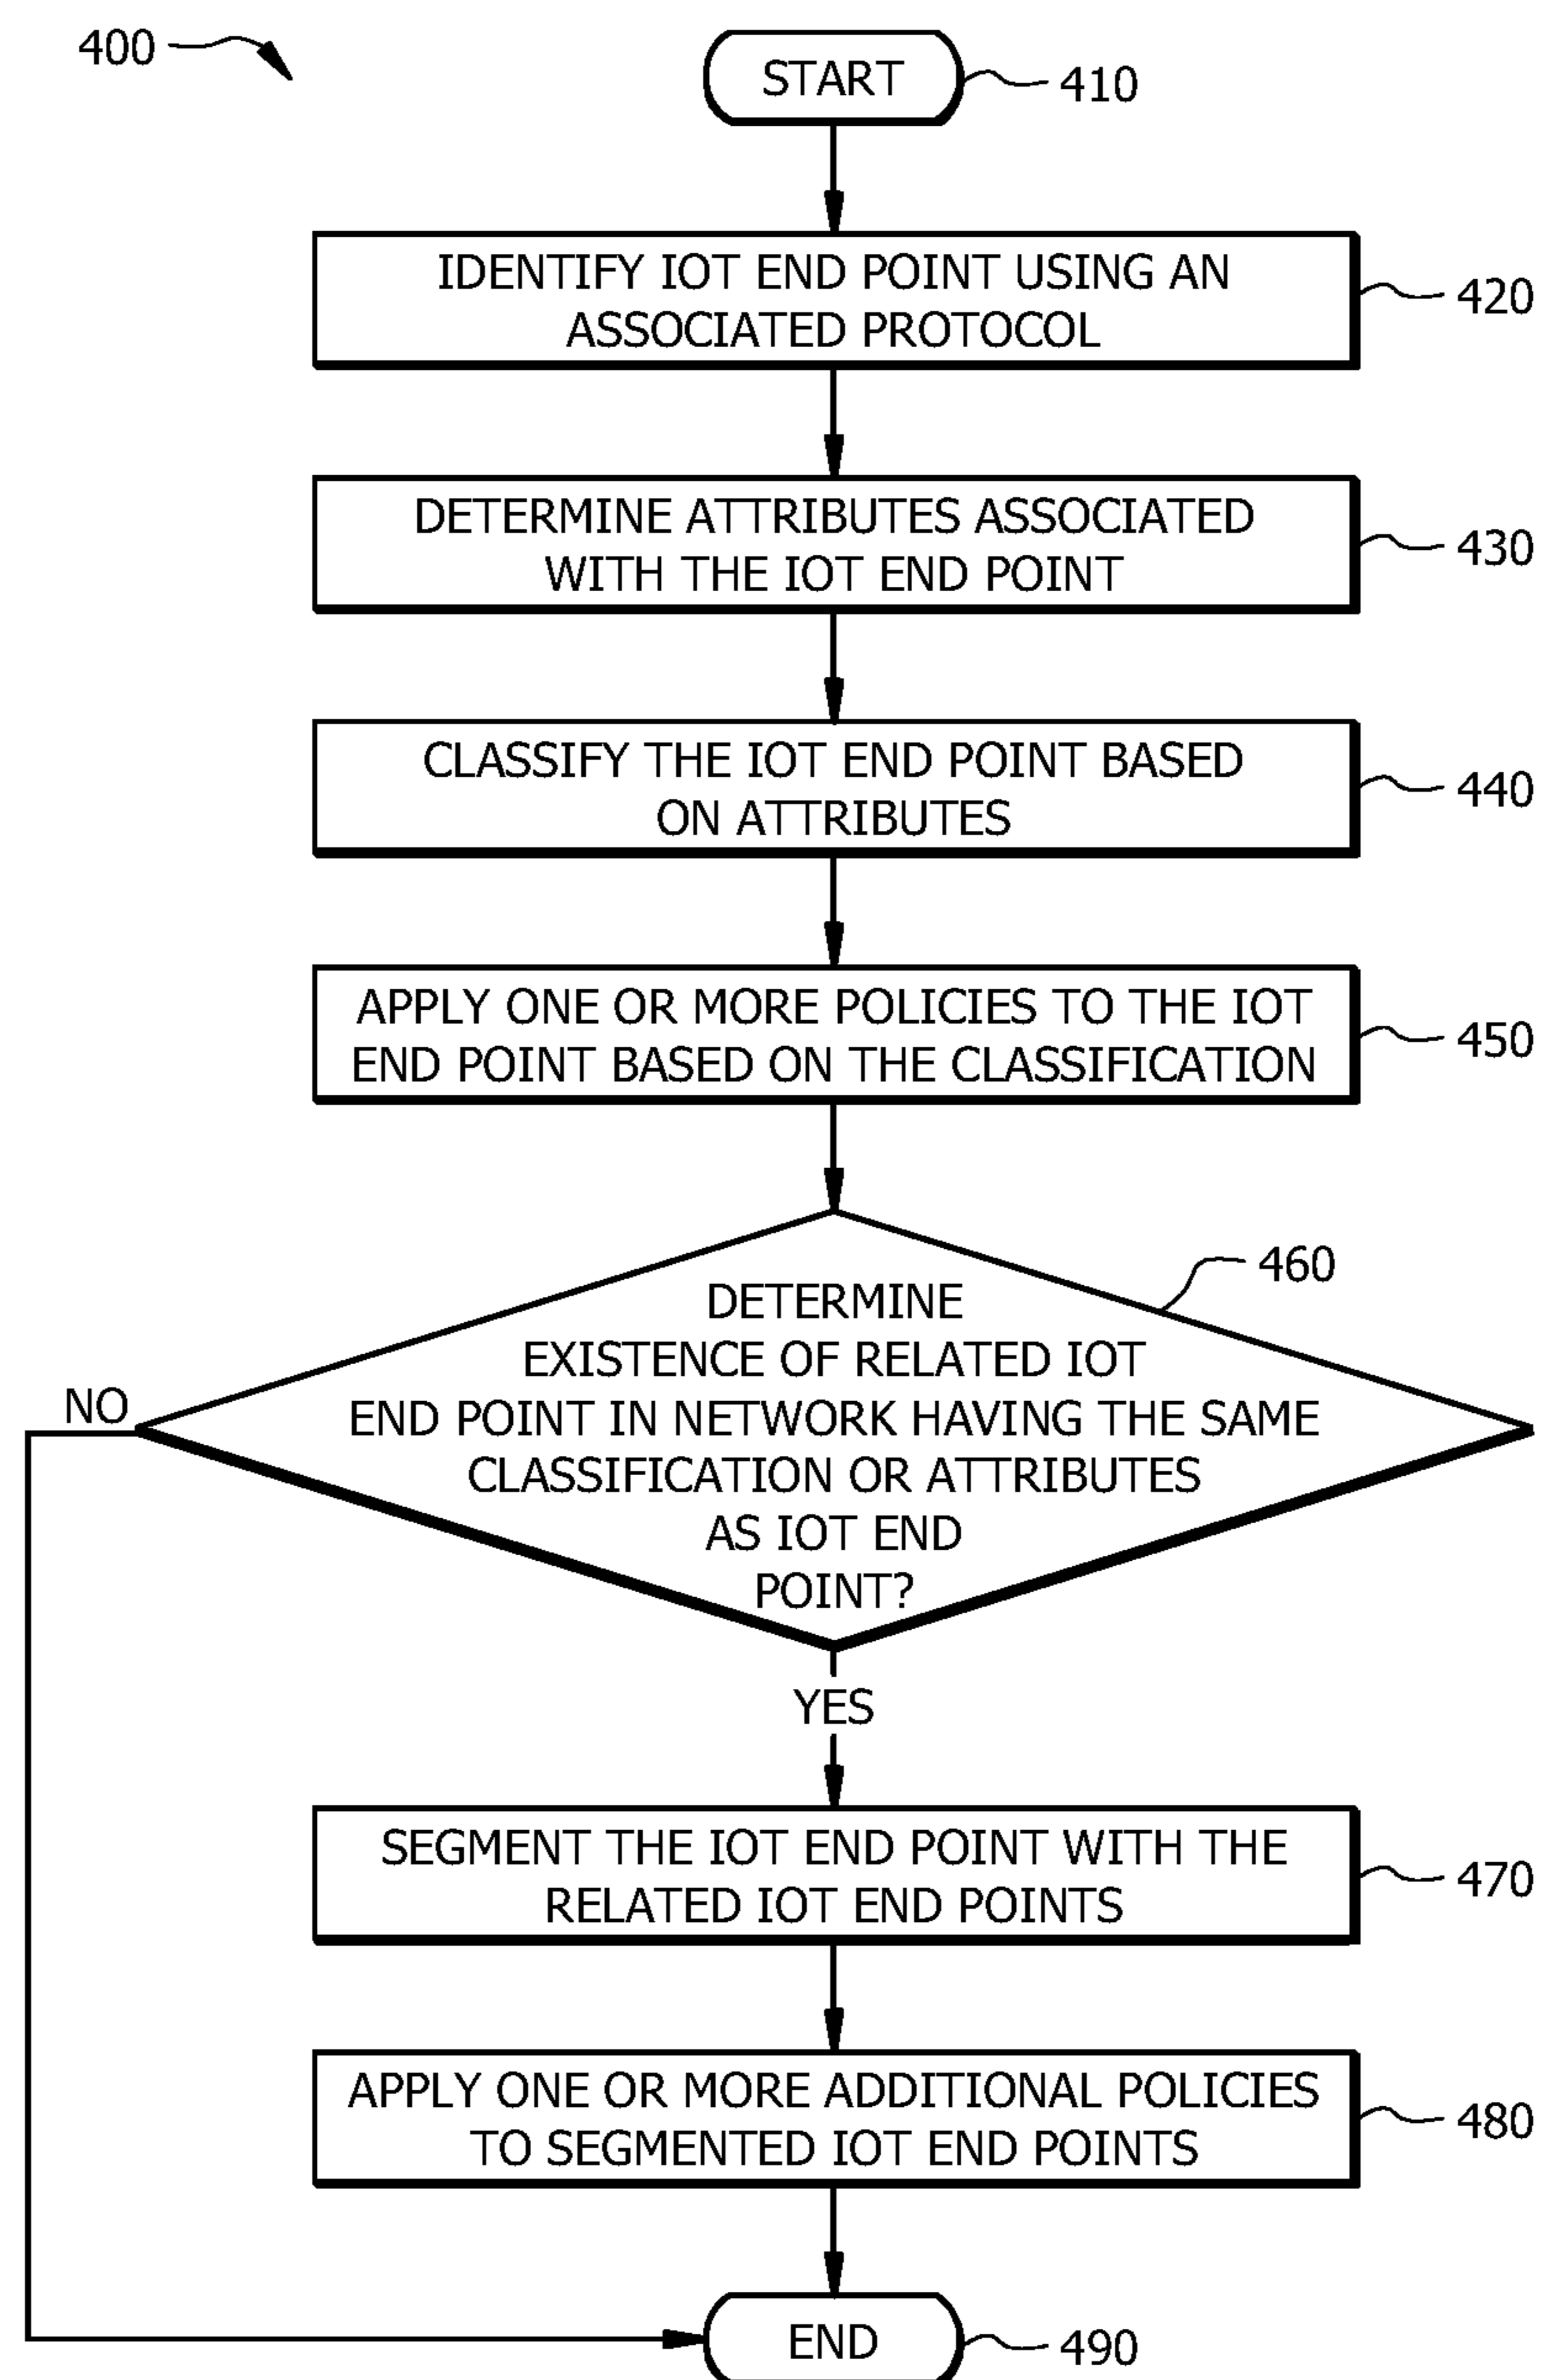 400
START
410
IDENTIFY IOT END POINT USING AN
ASSOCIATED PROTOCOL
420
DETERMINE ATTRIBUTES ASSOCIATED
WITH THE IOT END POINT
430
CLASSIFY THE IOT END POINT BASED
ON ATTRIBUTES
440
APPLY ONE OR MORE POLICIES TO THE IOT
END POINT BASED ON THE CLASSIFICATION
450
460
DETERMINE
EXISTENCE OF RELATED IOT
END POINT IN NETWORK HAVING THE SAME
CLASSIFICATION OR ATTRIBUTES
AS IOT END
POINT?
NO
YES
SEGMENT THE IOT END POINT WITH THE
RELATED IOT END POINTS
470
APPLY ONE OR MORE ADDITIONAL POLICIES
TO SEGMENTED IOT END POINTS
480
END
490